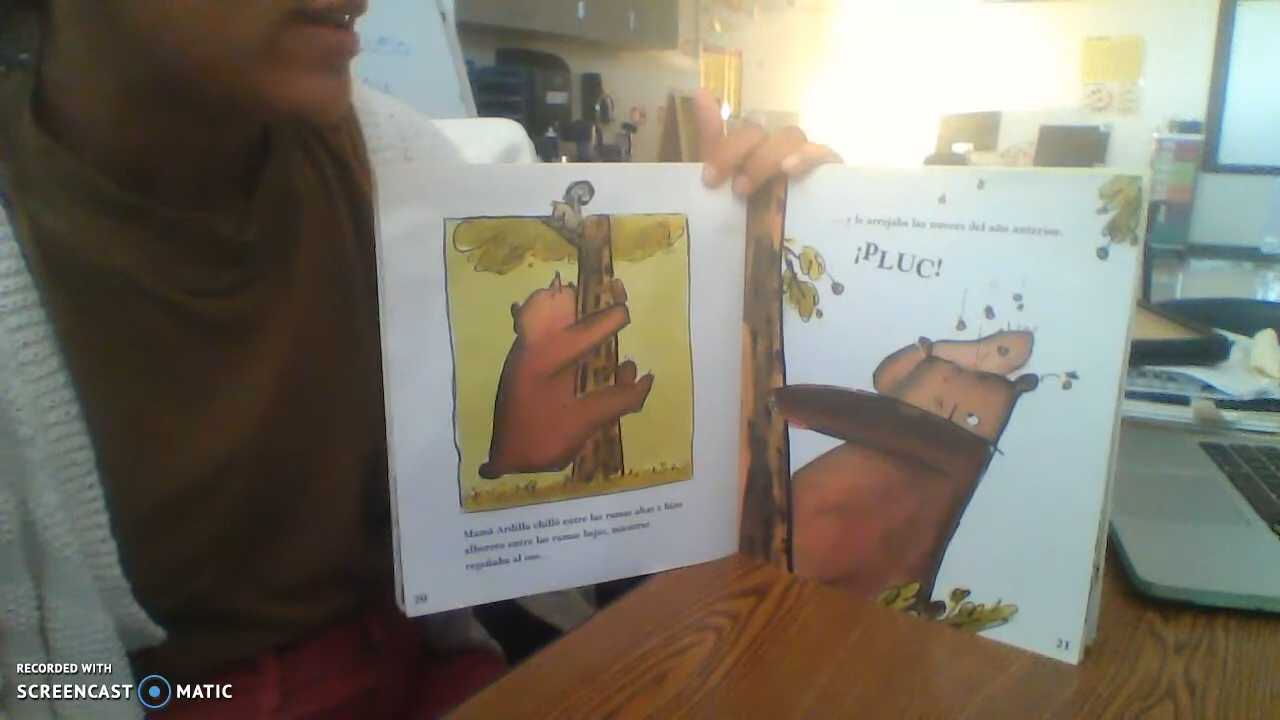 Mamá Ardilla chilló entre las ramas altas e hizo
alboroto entre las ramas bajas, mientras
regañaba al oso...
20
... y le arrojaba las nueces del año anterior.
¡PLUC!
21
RECORDED WITH
SCREENCAST MATIC